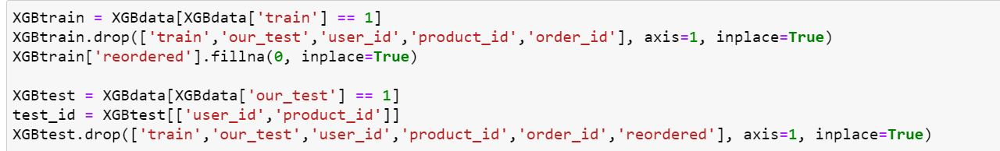 XGBtrain = XGBdata[XGBdata['train'] == 1]
XGBtrain.drop(['train','our_test','user_id','product_id','order_id'], axis=1, inplace=True)
XGBtrain['reordered'].fillna(0, inplace=True)
XGBtest = XGBdata[XGBdata['our_test'] == 1]
test_id = XGBtest[['user_id','product_id']]
XGBtest.drop(['train','our_test','user_id','product_id','order_id','reordered'], axis=1, inplace=True)